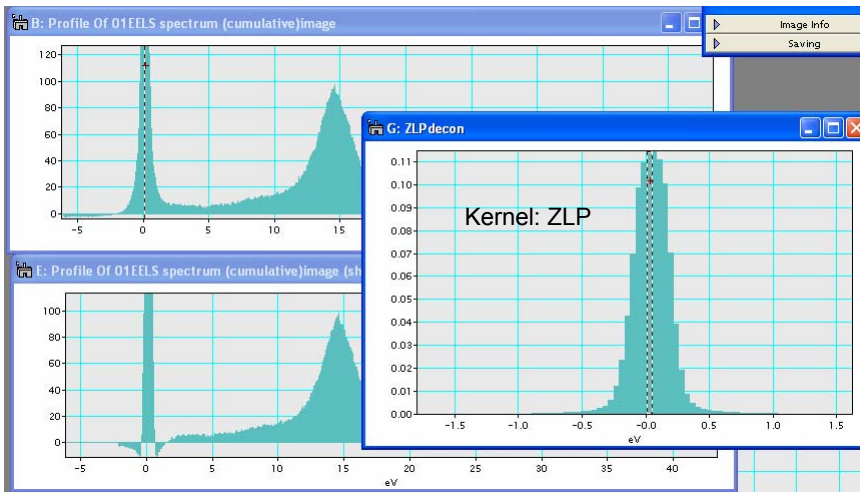 B: Profile Of 01EELS spectrum (cumulative)image
Image Info
Saving
120
100
80
60
40
20
0
-5 0 5 10 15
G: ZLPdecon
0.11
0.10
0.09
0.08
0.07
0.06
0.05
0.04
0.03
0.02
0.01
0.00
Kernel: ZLP
-1.5 -1.0 -0.5 -0.0 0.5 1.0 1.5
eV
E: Profile Of 01EELS spectrum (cumulative)image (sh
100
80
60
40
20
0
-5 0 5 10 15 20 25 30 35 40
eV